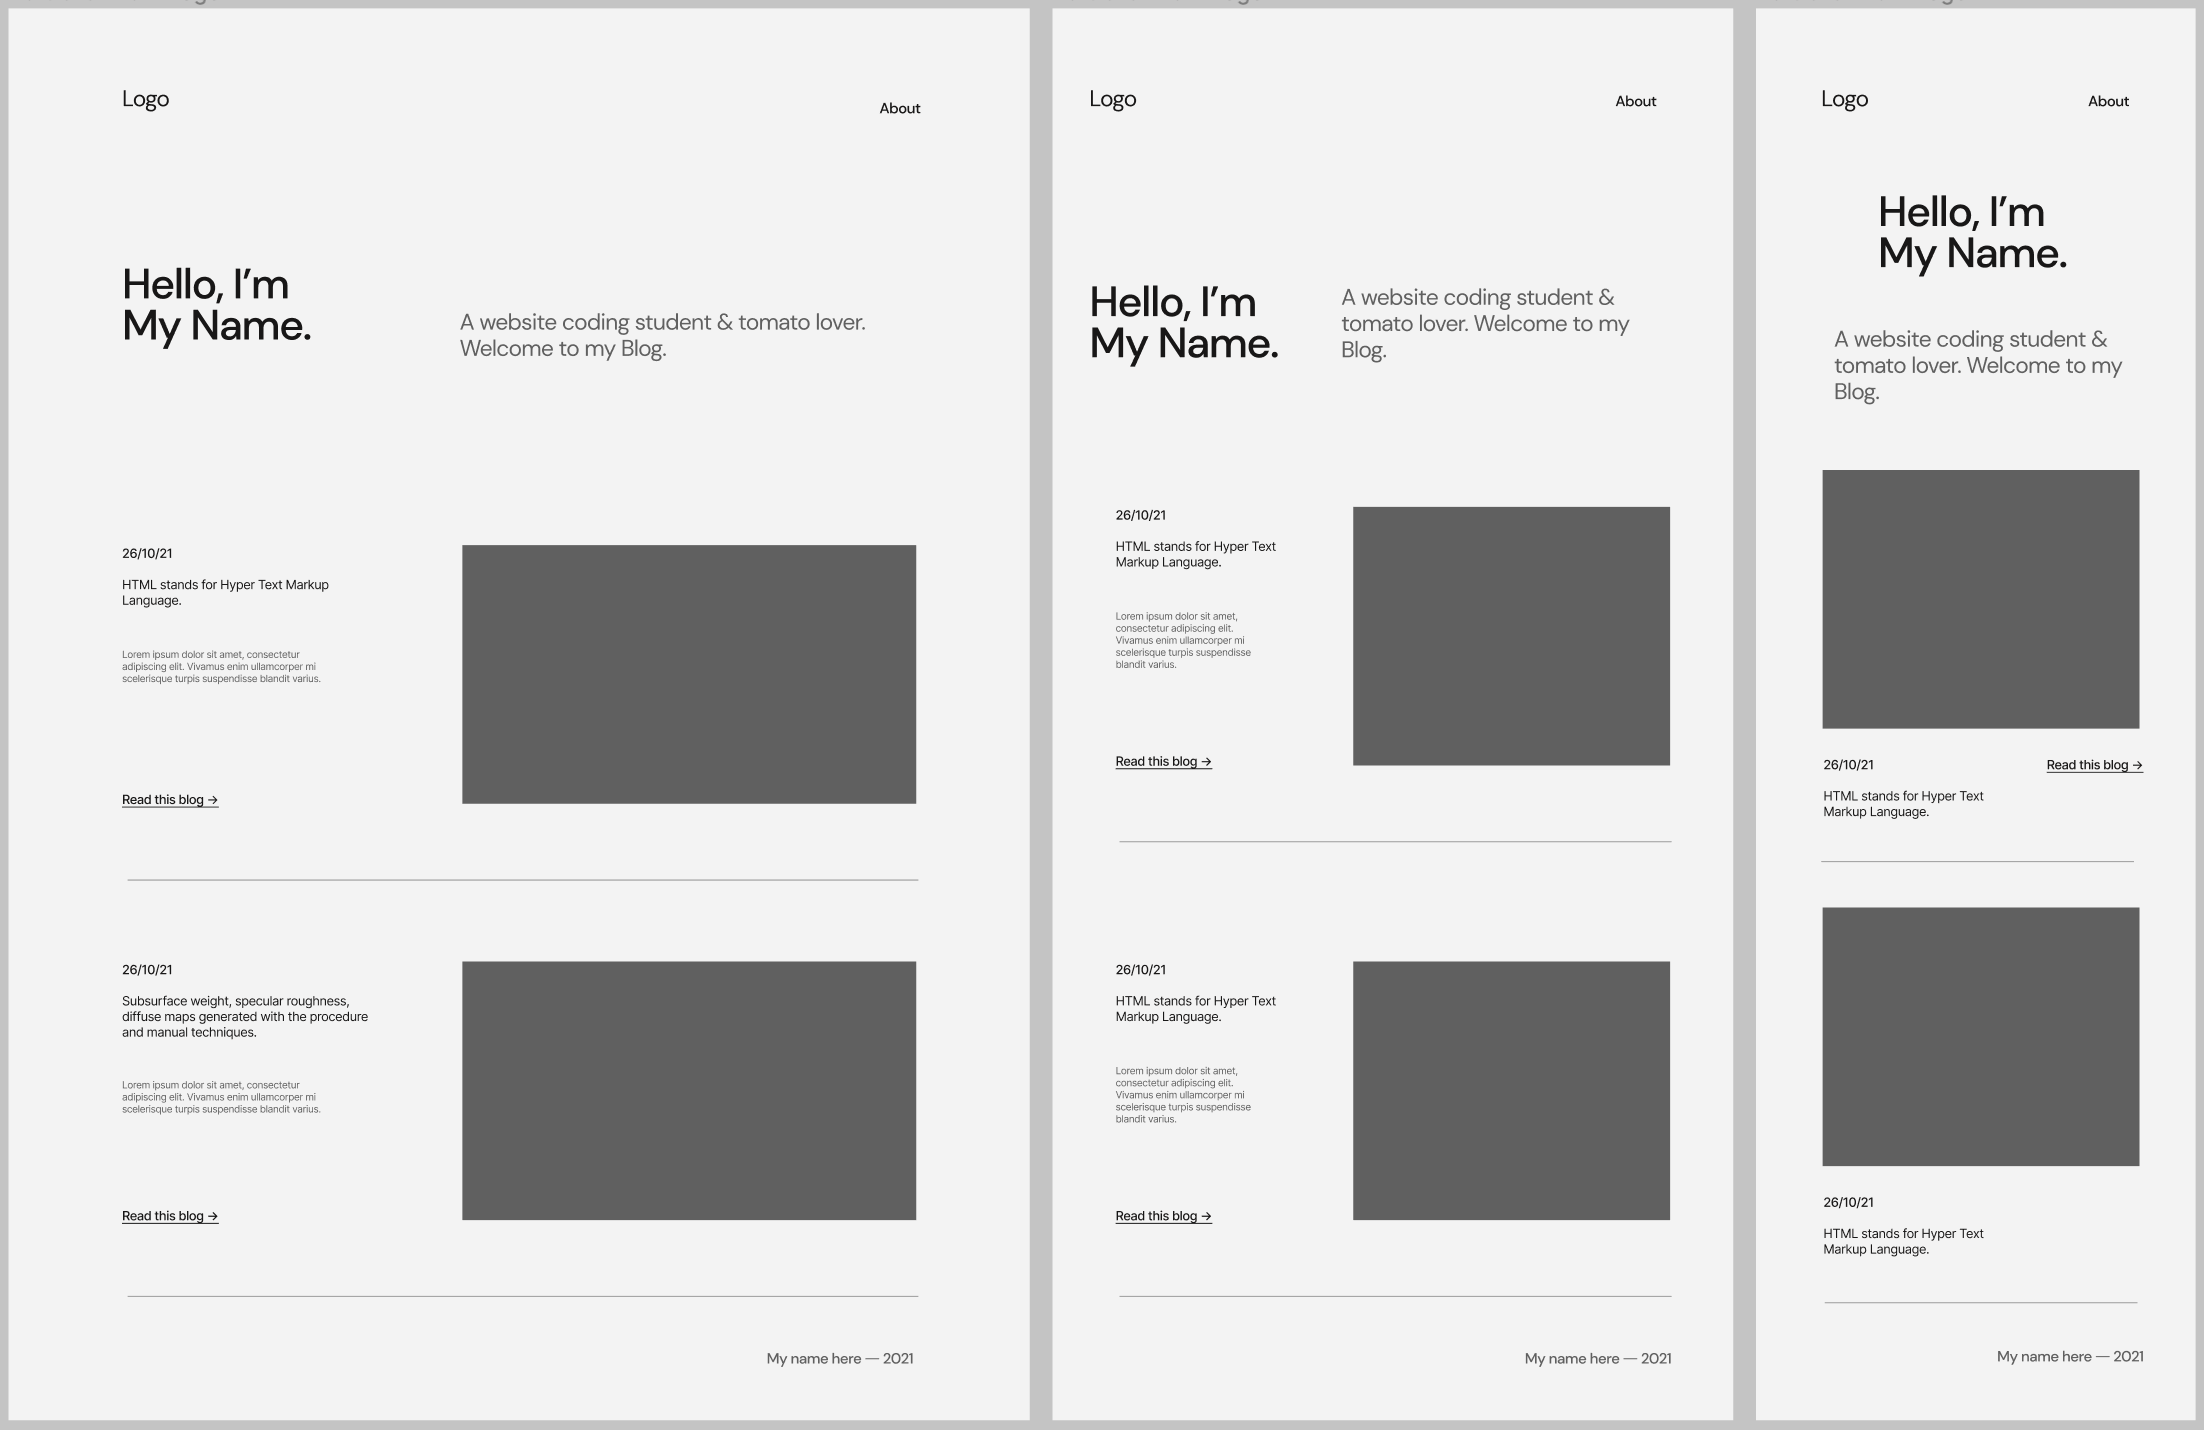 Logo
About
Hello, I’m
My Name.
A website coding student & tomato lover.
Welcome to my Blog.
26/10/21
HTML stands for Hyper Text Markup
Language.
Lorem ipsum dolor sit amet, consectetur
adipiscing elit. Vivamus enim ullamcorper mi
scelerisque turpis suspendisse blandit varius.
Read this blog →
26/10/21
Subsurface weight, specular roughness,
diffuse maps generated with the procedure
and manual techniques.
Lorem ipsum dolor sit amet, consectetur
adipiscing elit. Vivamus enim ullamcorper mi
scelerisque turpis suspendisse blandit varius.
Read this blog →
My name here — 2021
Logo
About
Hello, I’m
My Name.
A website coding student &
tomato lover. Welcome to my
Blog.
26/10/21
HTML stands for Hyper Text
Markup Language.
Lorem ipsum dolor sit amet,
consectetur adipiscing elit.
Vivamus enim ullamcorper mi
scelerisque turpis suspendisse
blandit varius.
Read this blog →
26/10/21
HTML stands for Hyper Text
Markup Language.
Lorem ipsum dolor sit amet,
consectetur adipiscing elit.
Vivamus enim ullamcorper mi
scelerisque turpis suspendisse
blandit varius.
Read this blog →
My name here — 2021
Logo
About
Hello, I’m
My Name.
A website coding student &
tomato lover. Welcome to my
Blog.
26/10/21
Read this blog →
HTML stands for Hyper Text
Markup Language.
26/10/21
HTML stands for Hyper Text
Markup Language.
My name here — 2021